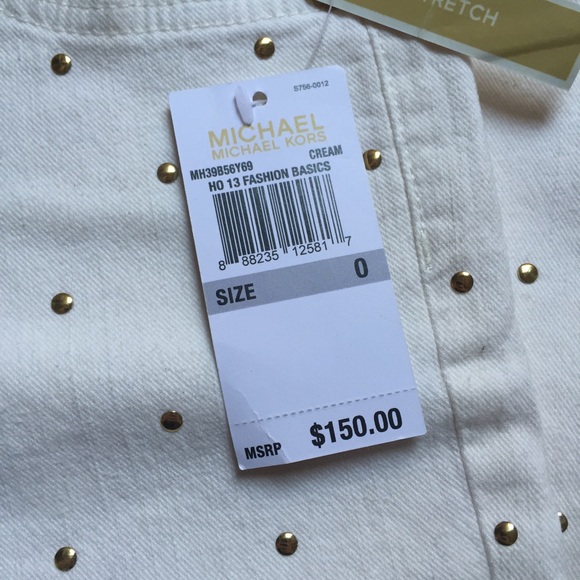 STRETCH
S756-0012
MICHAEL
MICHAEL KORS
MH39B56Y69 CREAM
HO 13 FASHION BASICS
8 88235 12581 7
SIZE 0
MSRP $150.00